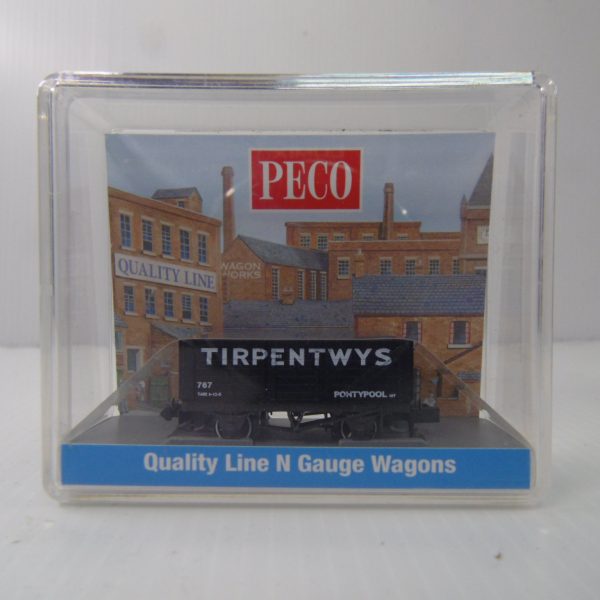 PECO
QUALITY LINE
WAGON
WORKS
TIRPENTWYS
767
PONTYPOOL
Quality Line N Gauge Wagons